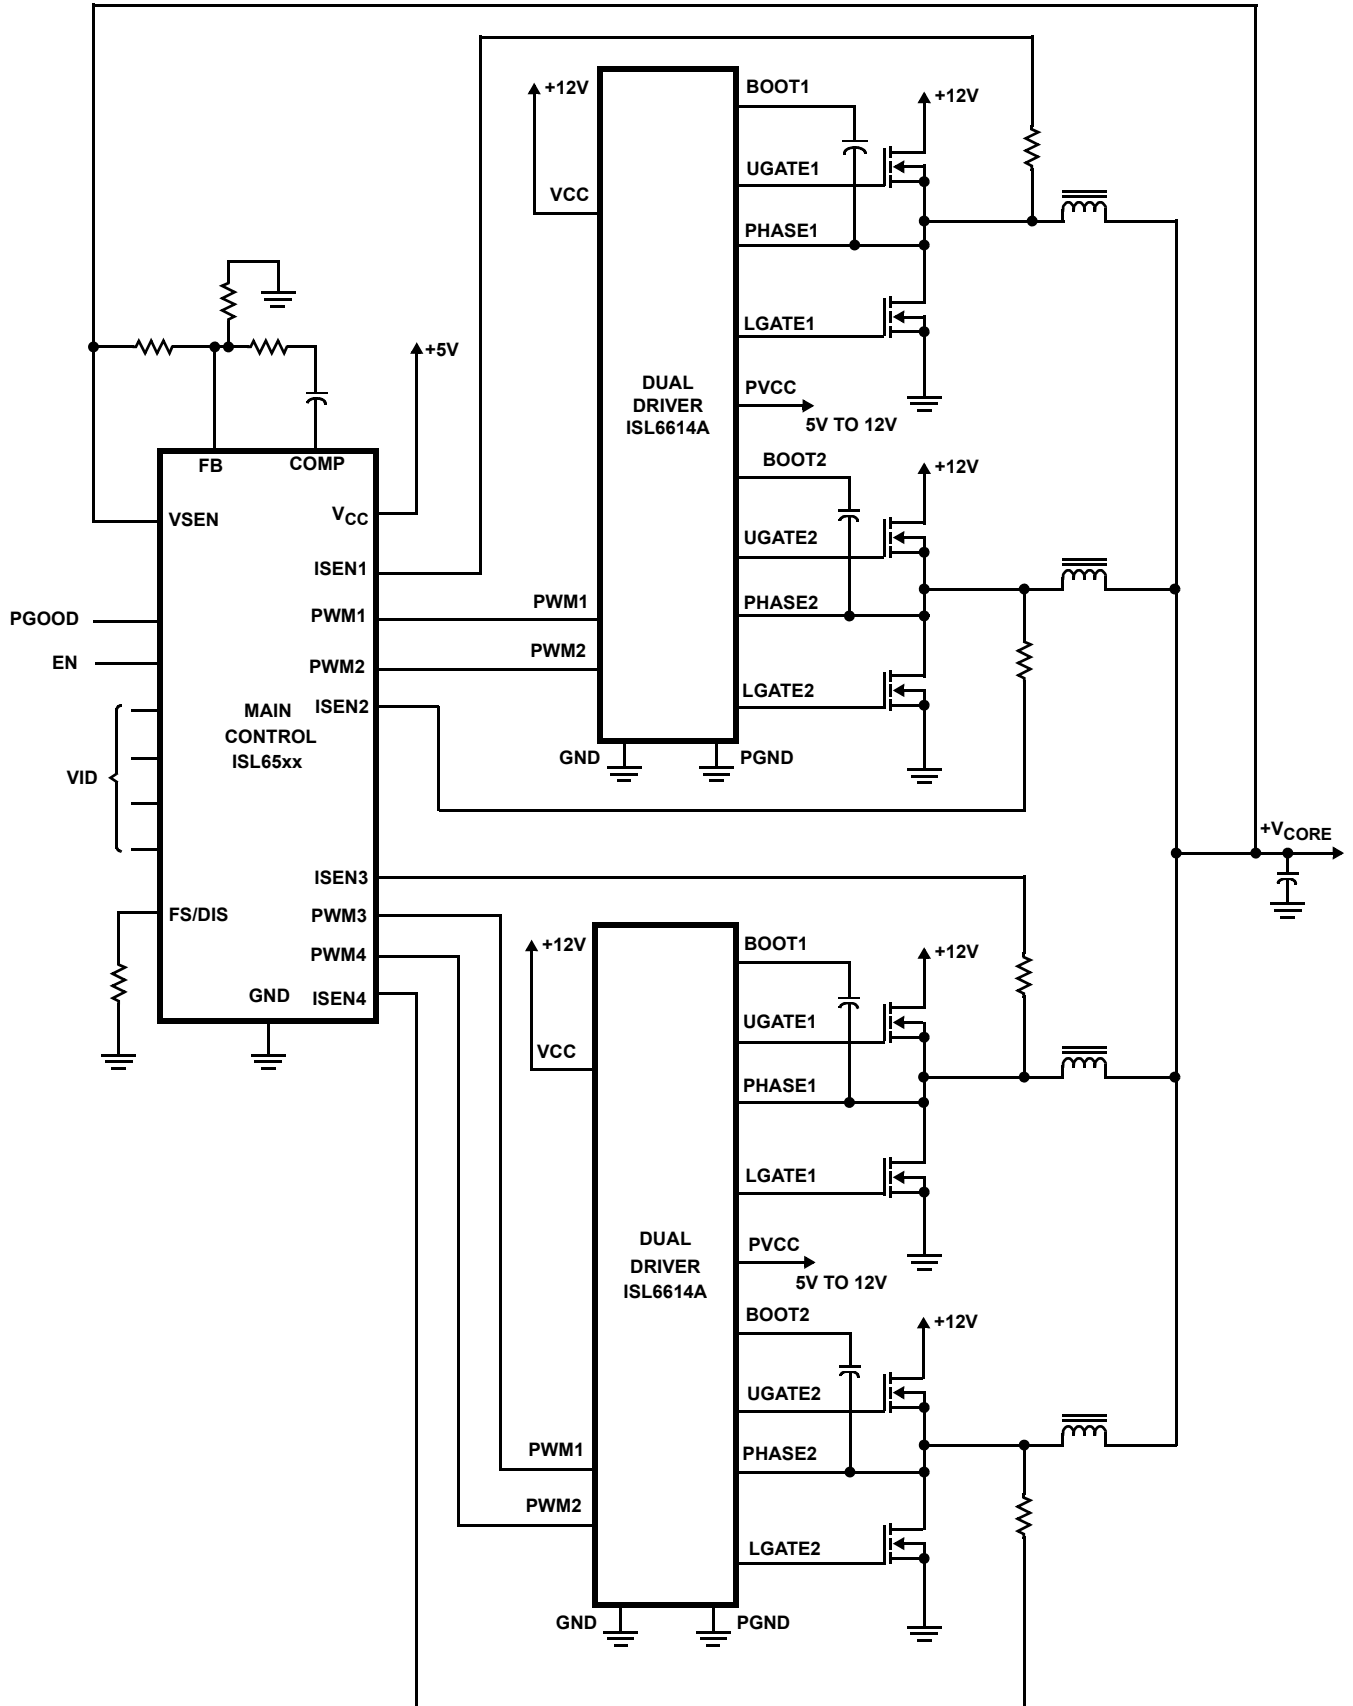 +12V
BOOT1
+12V
UGATE1
VCC
PHASE1
LGATE1
+5V
DUAL
DRIVER
ISL6614A
PVCC
5V TO 12V
BOOT2
+12V
FB
COMP
VSEN
VCC
UGATE2
ISEN1
PWM1
PHASE2
PGOOD
PWM1
EN
PWM2
PWM2
LGATE2
ISEN2
MAIN
CONTROL
ISL65xx
VID
GND
PGND
+VCORE
ISEN3
FS/DIS
PWM3
PWM4
GND
ISEN4
+12V
BOOT1
+12V
UGATE1
VCC
PHASE1
LGATE1
DUAL
DRIVER
ISL6614A
PVCC
5V TO 12V
BOOT2
+12V
UGATE2
PWM1
PHASE2
PWM2
LGATE2
GND
PGND